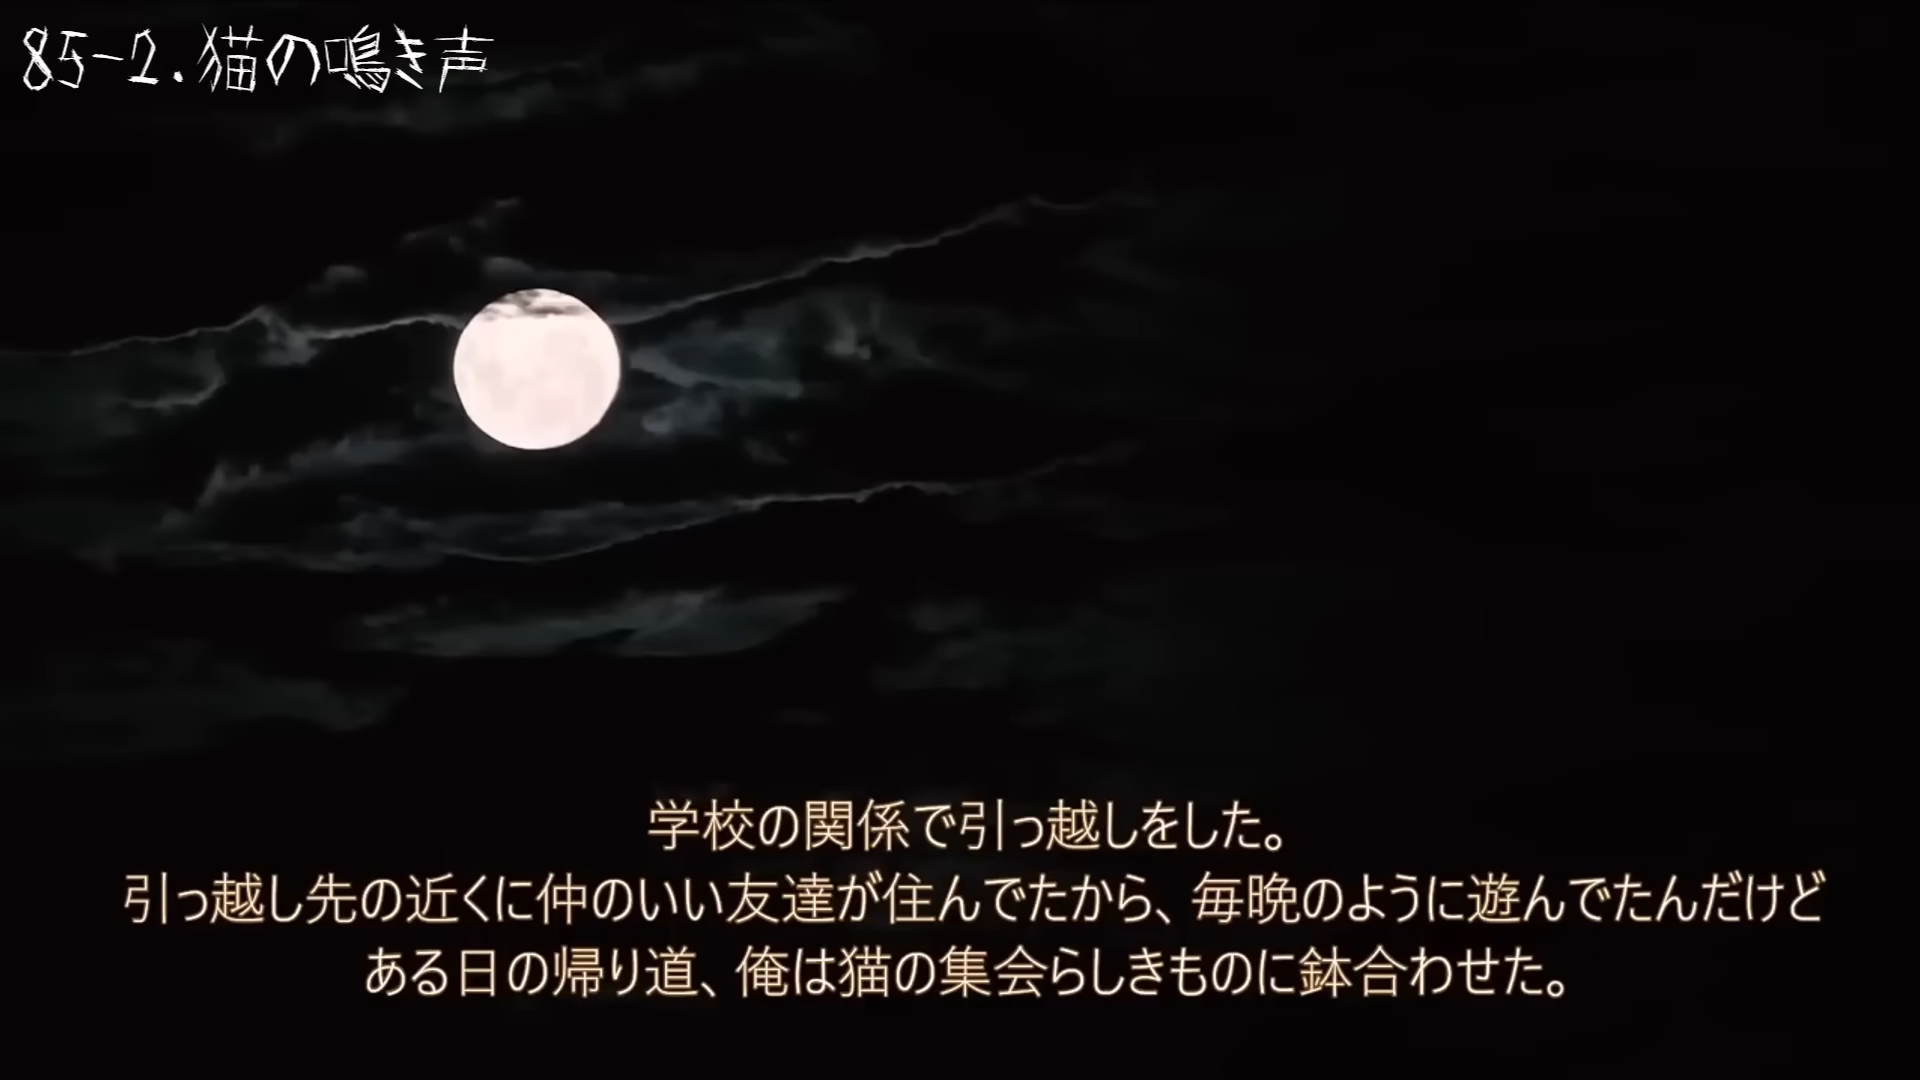 85-2.猫の鳴き声
学校の関係で引っ越しをした。
引っ越し先の近くに仲のいい友達が住んでたから、毎晩のように遊んでたんだけど
ある日の帰り道、俺は猫の集会らしきものに鉢合わせた。